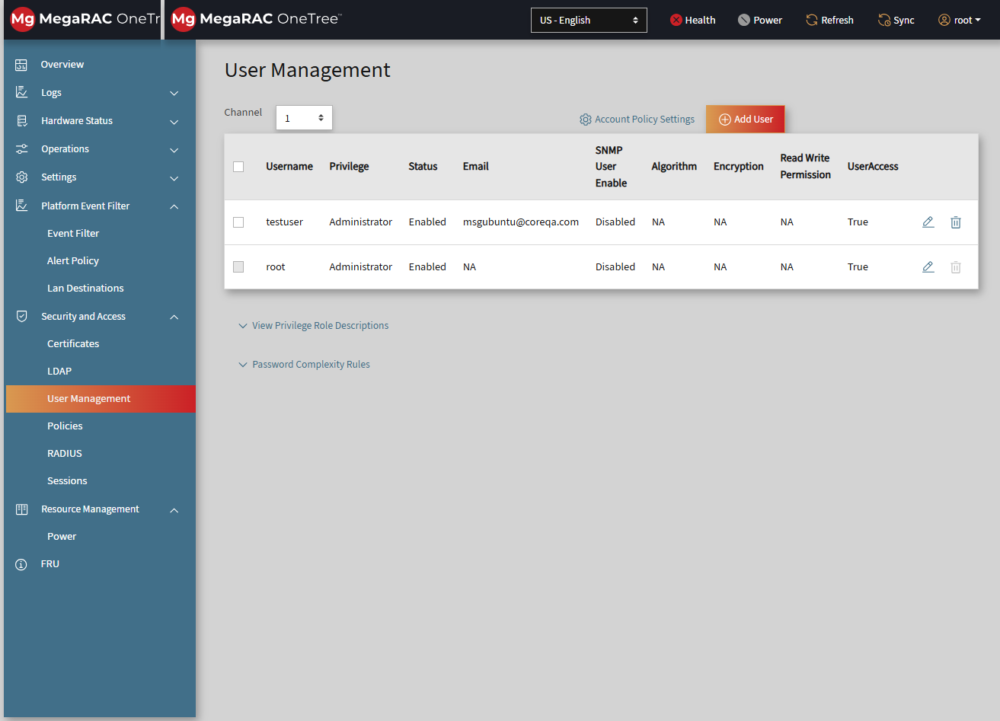 Mg MegaRAC OneTr
Mg MegaRAC OneTree™
US - English
Health
Power
Refresh
Sync
root
Overview
Logs
Hardware Status
Operations
Settings
Platform Event Filter
Event Filter
Alert Policy
Lan Destinations
Security and Access
Certificates
LDAP
User Management
Policies
RADIUS
Sessions
Resource Management
Power
FRU
User Management
Channel
1
Account Policy Settings
Add User
Username Privilege Status Email SNMP User Enable Algorithm Encryption Read Write Permission UserAccess
testuser Administrator Enabled msgubuntu@coreqa.com Disabled NA NA NA True
root Administrator Enabled NA Disabled NA NA NA True
View Privilege Role Descriptions
Password Complexity Rules